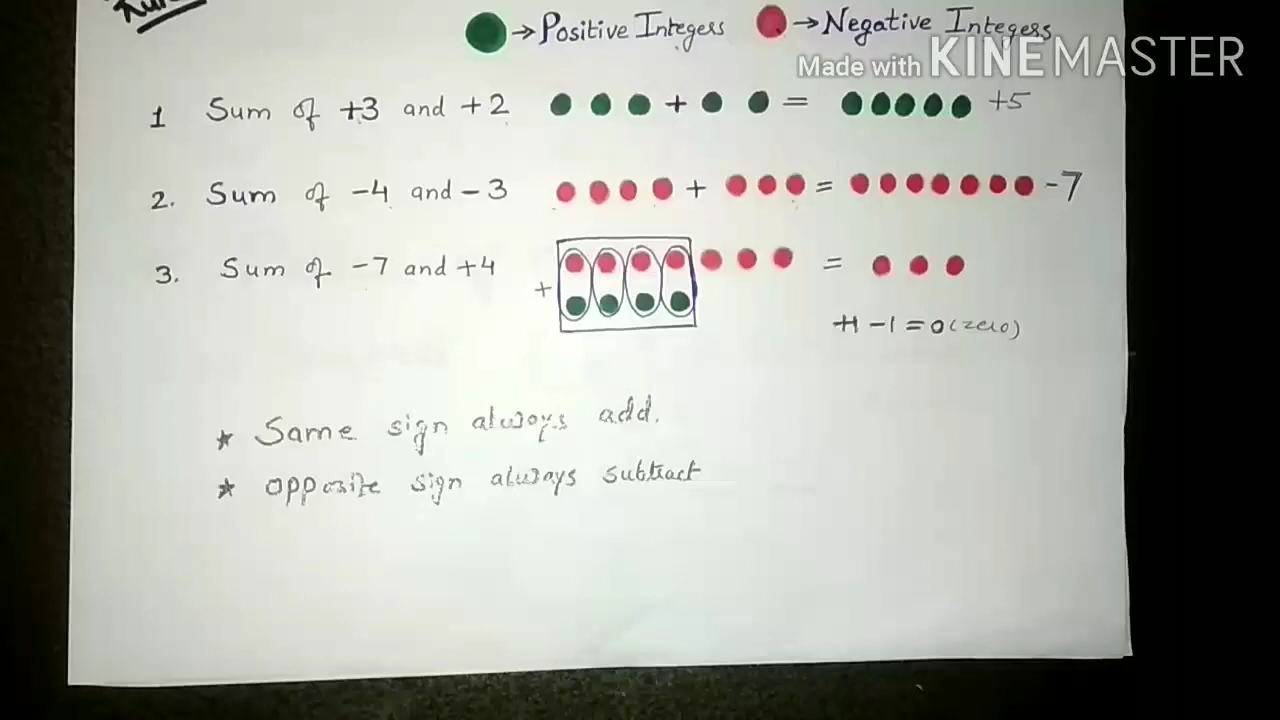 → Positive Integers → Negative Integers
Made with KINEMASTER
1 Sum of +3 and +2 + = +5
2. Sum of -4 and -3 + = -7
3. Sum of -7 and +4 + =
+1 -1 = 0 (zero)
* Same sign always add.
* opposite sign always subtract